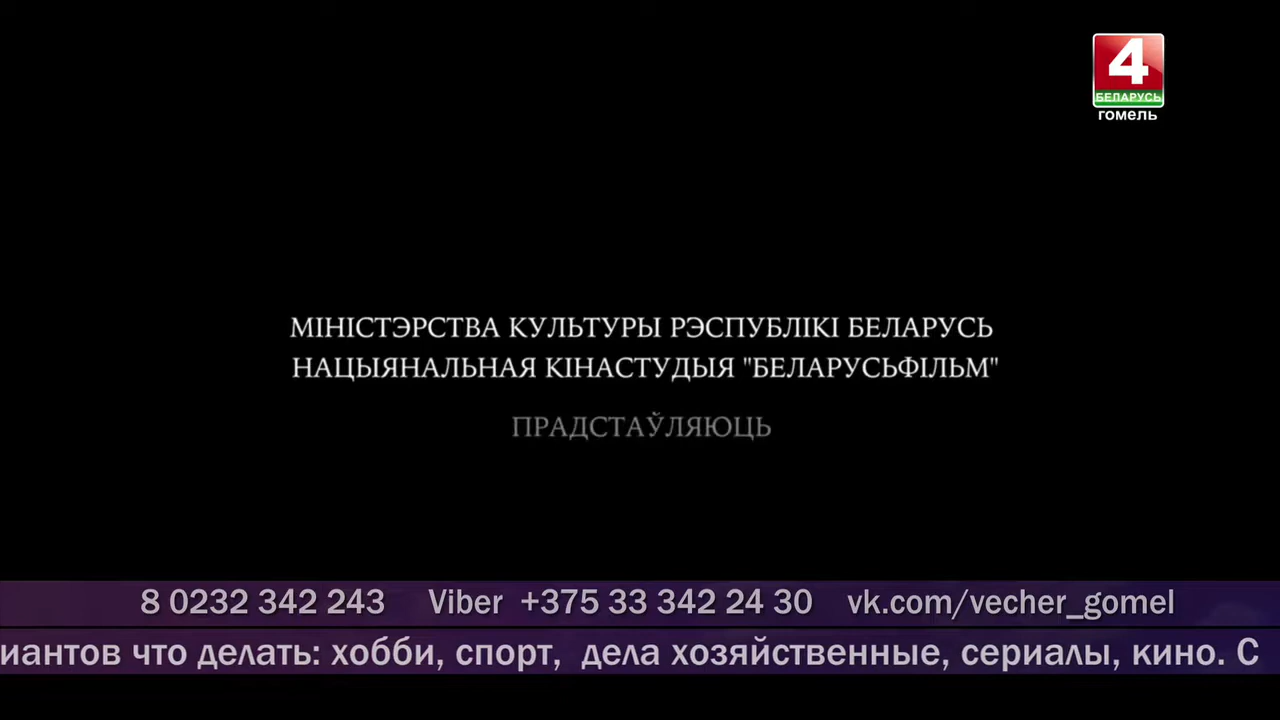 4
БЕЛАРУСЬ
гомель
МІНІСТЭРСТВА КУЛЬТУРЫ РЭСПУБЛІКІ БЕЛАРУСЬ
НАЦЫЯНАЛЬНАЯ КІНАСТУДЫЯ "БЕЛАРУСЬФІЛЬМ"
ПРАДСТАЎЛЯЮЦЬ
8 0232 342 243 Viber +375 33 342 24 30 vk.com/vecher_gomel
иантов что делать: хобби, спорт, дела хозяйственные, сериалы, кино. С